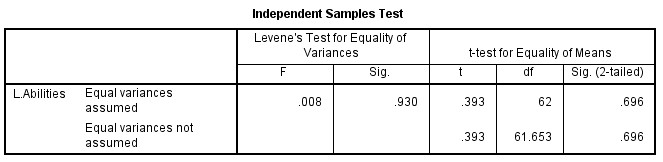 Independent Samples Test
Levene's Test for Equality of
Variances
t-test for Equality of Means
F Sig. t df Sig. (2-tailed)
L.Abilities Equal variances
assumed .008 .930 .393 62 .696
Equal variances not
assumed .393 61.653 .696